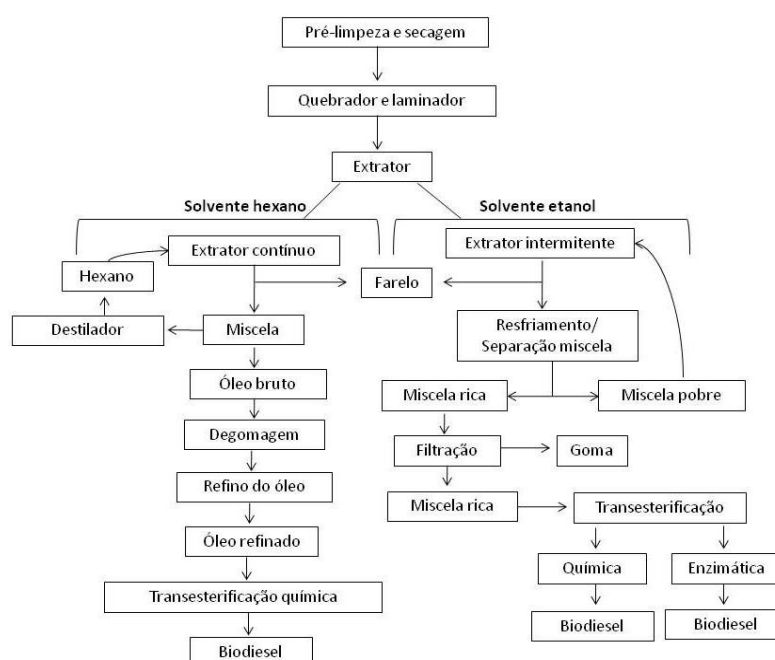 Pré-limpeza e secagem
Quebrador e laminador
Extrator
Solvente hexano
Solvente etanol
Extrator contínuo
Extrator intermitente
Hexano
Farelo
Destilador
Miscela
Resfriamento/
Separação miscela
Óleo bruto
Miscela rica
Miscela pobre
Degomagem
Filtração
Goma
Refino do óleo
Miscela rica
Transesterificação
Óleo refinado
Química
Enzimática
Transesterificação química
Biodiesel
Biodiesel
Biodiesel